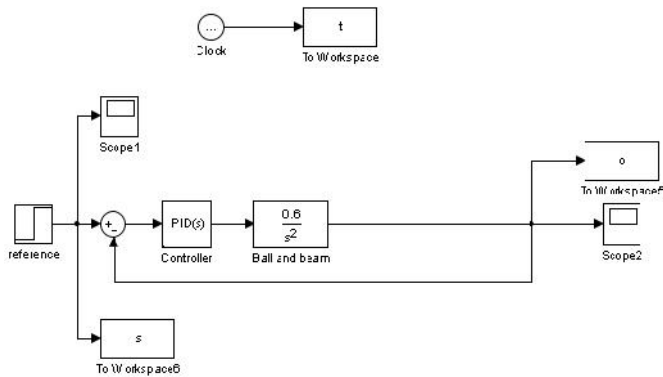 ...
t
Clock
To Workspace
Scope1
o
To Workspace5
reference
+
-
PID(s)
0.6
s²
Controller
Ball and beam
Scope2
s
To Workspace6